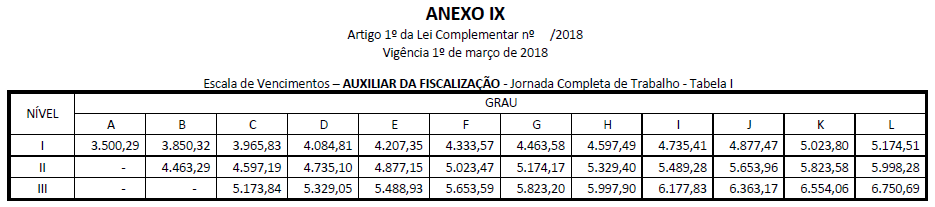 ANEXO IX
Artigo 1º da Lei Complementar nº /2018
Vigência 1º de março de 2018
Escala de Vencimentos – AUXILIAR DA FISCALIZAÇÃO - Jornada Completa de Trabalho - Tabela I
NÍVEL GRAU
A B C D E F G H I J K L
I 3.500,29 3.850,32 3.965,83 4.084,81 4.207,35 4.333,57 4.463,58 4.597,49 4.735,41 4.877,47 5.023,80 5.174,51
II - 4.463,29 4.597,19 4.735,10 4.877,15 5.023,47 5.174,17 5.329,40 5.489,28 5.653,96 5.823,58 5.998,28
III - - 5.173,84 5.329,05 5.488,93 5.653,59 5.823,20 5.997,90 6.177,83 6.363,17 6.554,06 6.750,69